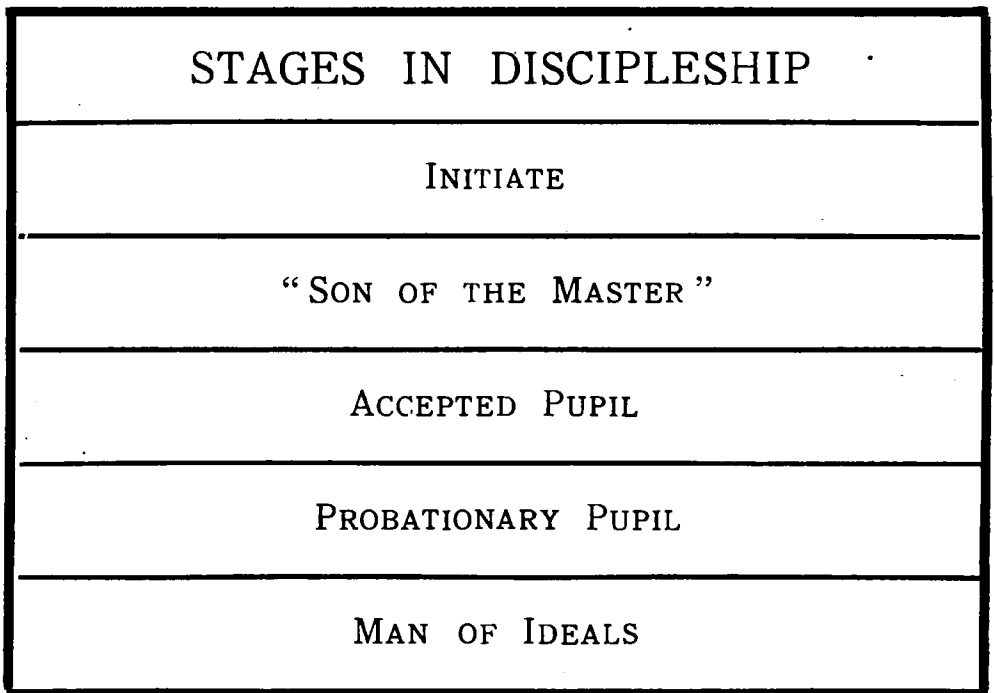 STAGES IN DISCIPLESHIP
INITIATE
“SON OF THE MASTER”
ACCEPTED PUPIL
PROBATIONARY PUPIL
MAN OF IDEALS